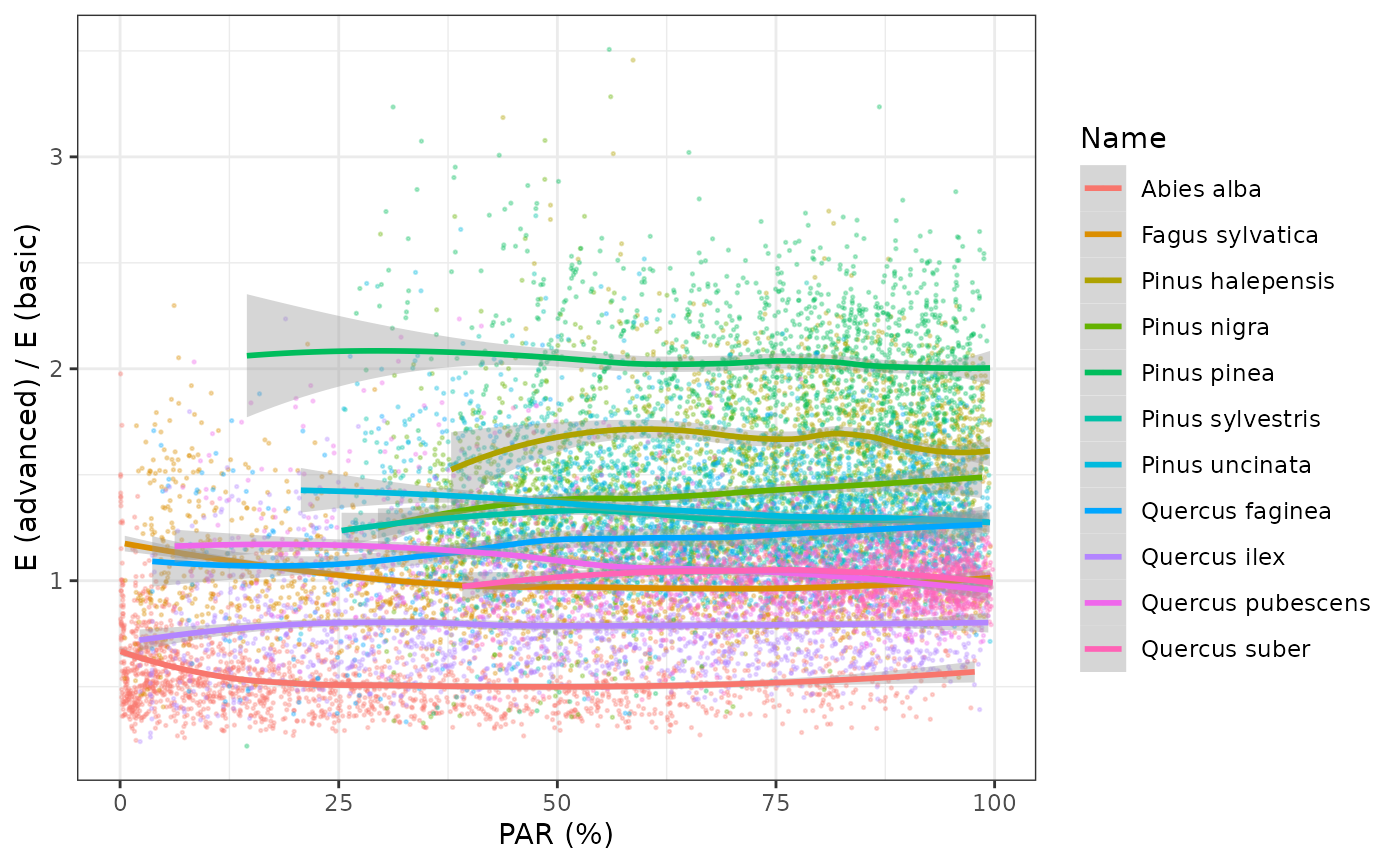 E (advanced) / E (basic)
3
2
1
0
25
50
75
100
PAR (%)
Name
Abies alba
Fagus sylvatica
Pinus halepensis
Pinus nigra
Pinus pinea
Pinus sylvestris
Pinus uncinata
Quercus faginea
Quercus ilex
Quercus pubescens
Quercus suber